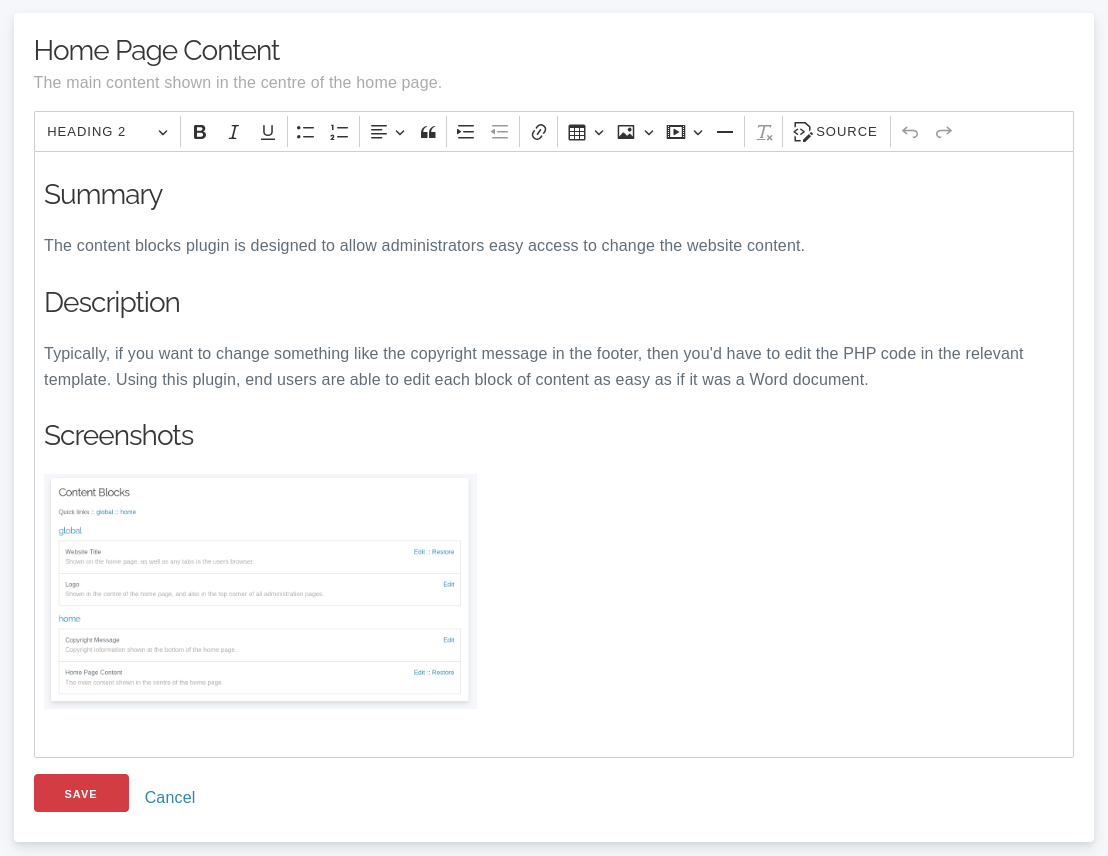 Home Page Content
The main content shown in the centre of the home page.
HEADING 2 SOURCE
Summary
The content blocks plugin is designed to allow administrators easy access to change the website content.
Description
Typically, if you want to change something like the copyright message in the footer, then you'd have to edit the PHP code in the relevant
template. Using this plugin, end users are able to edit each block of content as easy as if it was a Word document.
Screenshots
Content Blocks
Quick links :: global :: home
global
Website Title Edit :: Restore
Shown on the home page, as well as any tabs in the users browser.
Logo Edit
Shown in the centre of the home page, and also in the top corner of all administration pages.
home
Copyright Message Edit
Copyright information shown at the bottom of the home page.
Home Page Content Edit :: Restore
The main content shown in the centre of the home page.
SAVE Cancel